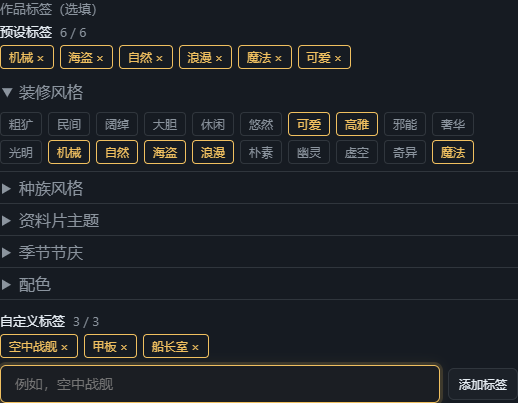 作品标签（选填）
预设标签 6 / 6
机械 × 海盗 × 自然 × 浪漫 × 魔法 × 可爱 ×
▼ 装修风格
粗犷 民间 阔绰 大胆 休闲 悠然 可爱 高雅 邪能 奢华
光明 机械 自然 海盗 浪漫 朴素 幽灵 虚空 奇异 魔法
▶ 种族风格
▶ 资料片主题
▶ 季节节庆
▶ 配色
自定义标签 3 / 3
空中战舰 × 甲板 × 船长室 ×
例如，空中战舰 添加标签